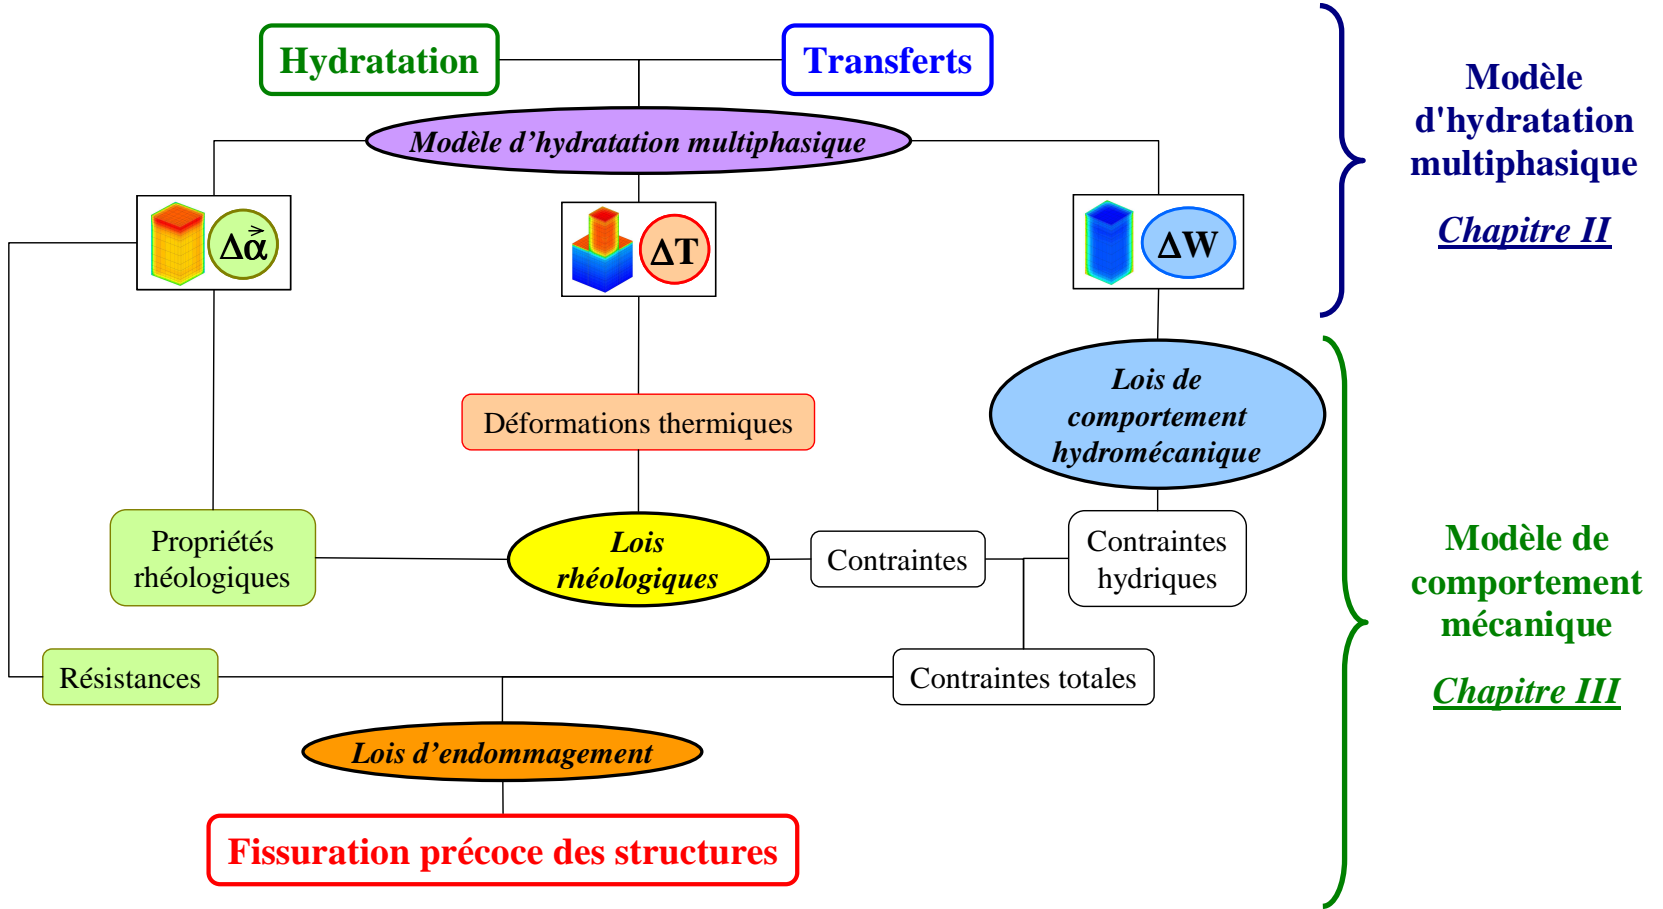 Hydratation
Transferts
Modèle d’hydratation multiphasique
Δα⃗
ΔT
ΔW
Modèle
d'hydratation
multiphasique
Chapitre II
Lois de
comportement
hydromécanique
Déformations thermiques
Propriétés
rhéologiques
Lois
rhéologiques
Contraintes
Contraintes
hydriques
Résistances
Contraintes totales
Lois d’endommagement
Fissuration précoce des structures
Modèle de
comportement
mécanique
Chapitre III